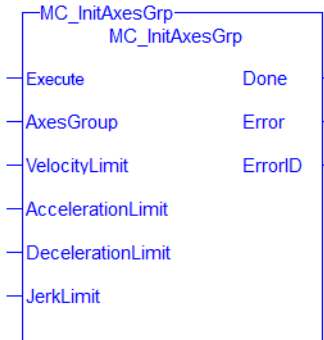 MC_InitAxesGrp
MC_InitAxesGrp
Execute Done
AxesGroup Error
VelocityLimit ErrorID
AccelerationLimit
DecelerationLimit
JerkLimit